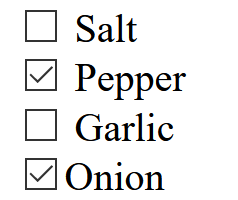 ☐ Salt
☑ Pepper
☐ Garlic
☑ Onion